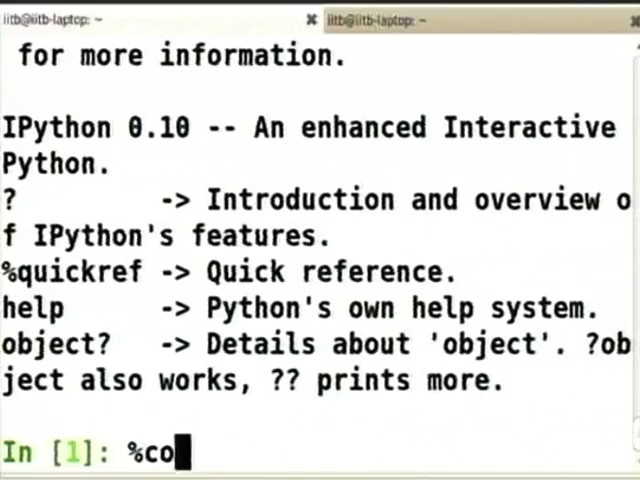 iitb@iitb-laptop: ~ ✖ iitb@iitb-laptop: ~ ✖
for more information.
IPython 0.10 -- An enhanced Interactive
Python.
? -> Introduction and overview o
f IPython's features.
%quickref -> Quick reference.
help -> Python's own help system.
object? -> Details about 'object'. ?ob
ject also works, ?? prints more.
In [1]: %co